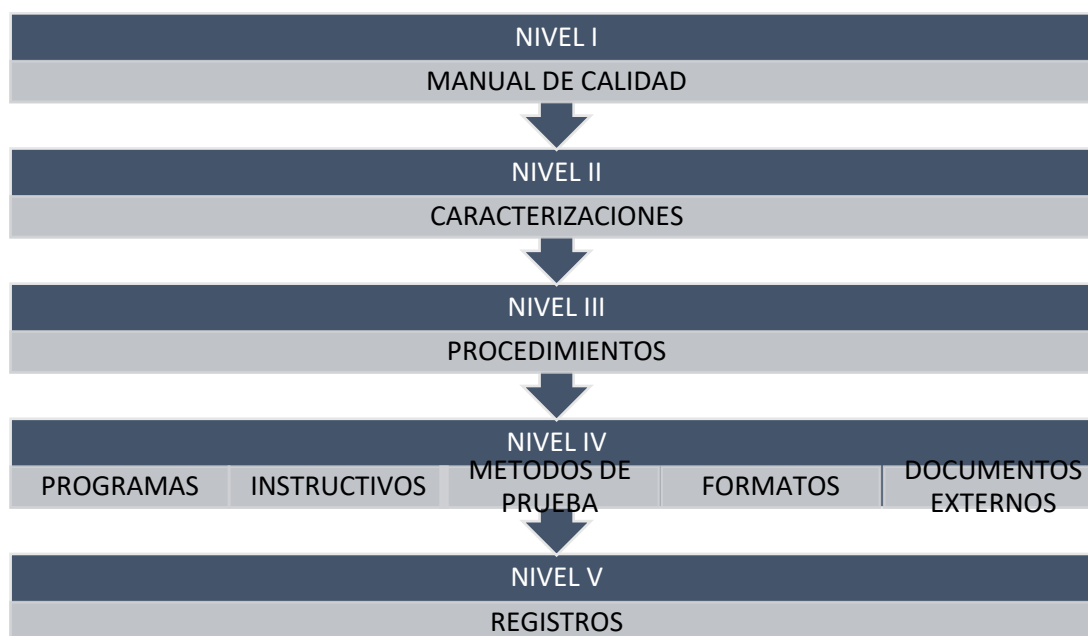 NIVEL I
MANUAL DE CALIDAD
NIVEL II
CARACTERIZACIONES
NIVEL III
PROCEDIMIENTOS
NIVEL IV
PROGRAMAS
INSTRUCTIVOS
METODOS DE
PRUEBA
FORMATOS
DOCUMENTOS
EXTERNOS
NIVEL V
REGISTROS